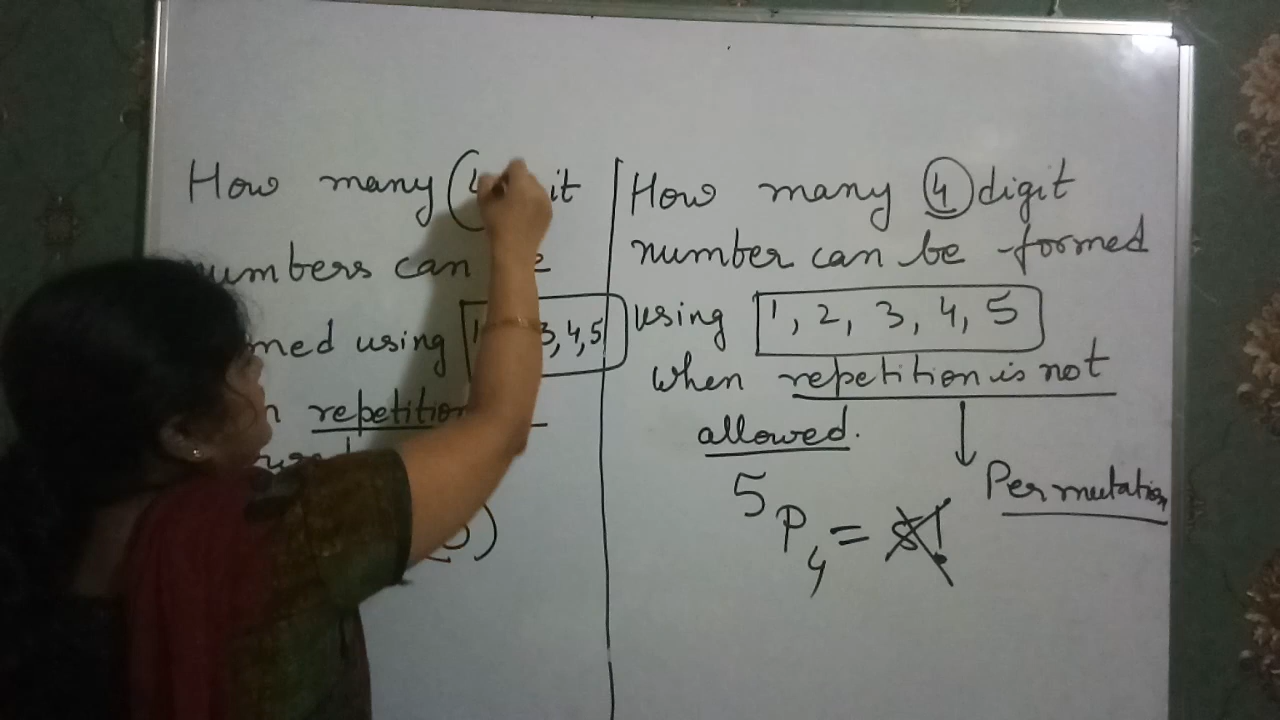 How many (4
numbers can
using 3,4,5
repetition
5)
How many 4 digit
number can be formed
using 1, 2, 3, 4, 5
when repetition is not
allowed.
Permutation
5P4 =